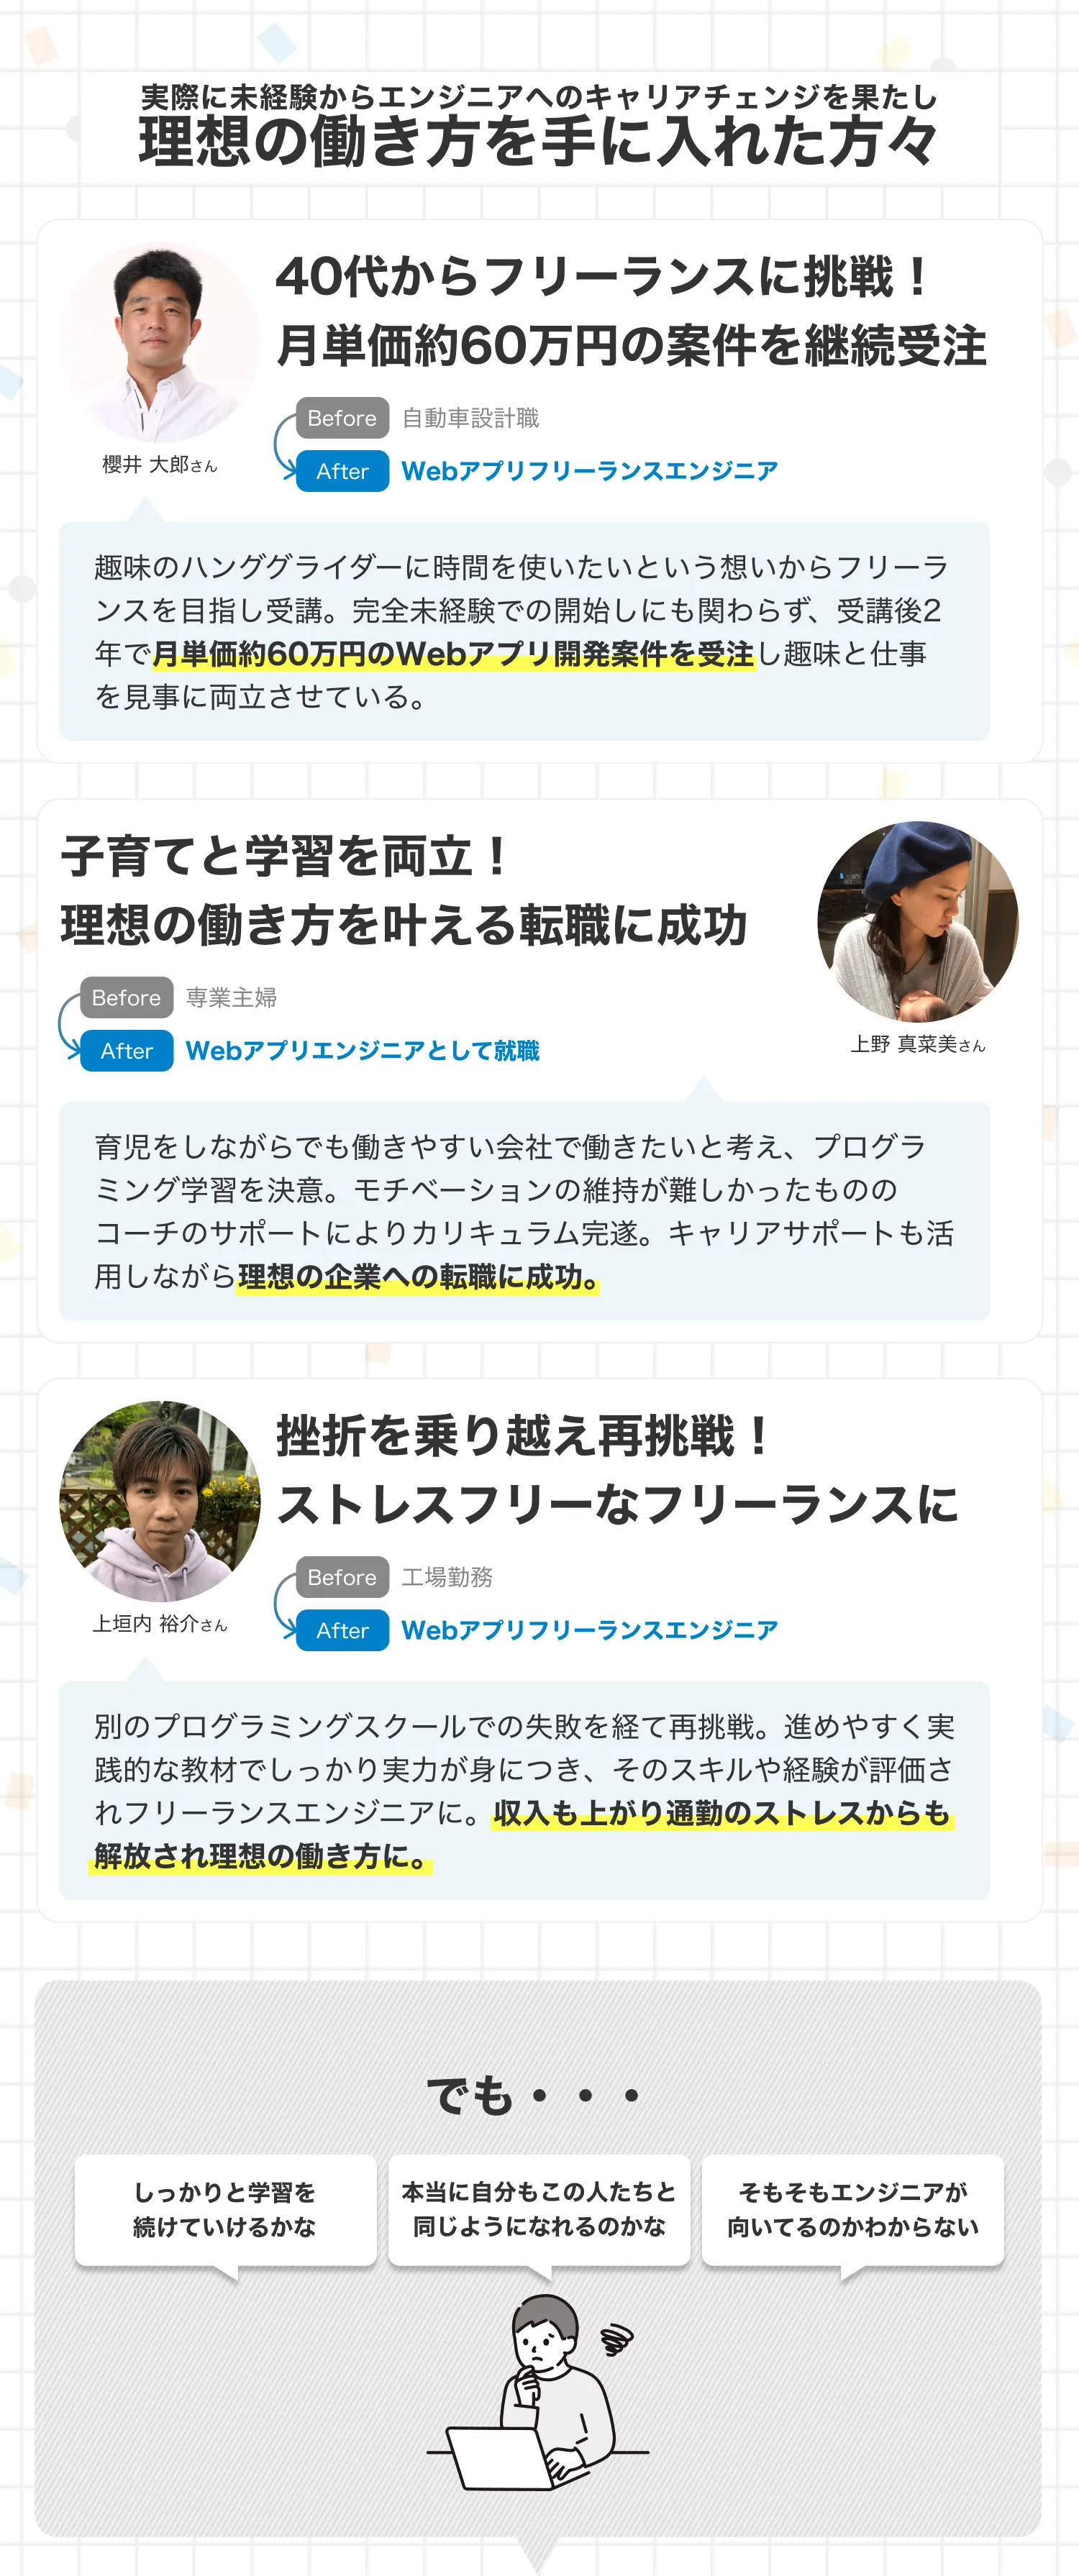 実際に未経験からエンジニアへのキャリアチェンジを果たし
理想の働き方を手に入れた方々
40代からフリーランスに挑戦！
月単価約60万円の案件を継続受注
Before 自動車設計職
After Webアプリフリーランスエンジニア
櫻井 大郎さん
趣味のハンググライダーに時間を使いたいという想いからフリーラ
ンスを目指し受講。完全未経験での開始しにも関わらず、受講後2
年で月単価約60万円のWebアプリ開発案件を受注し趣味と仕事
を見事に両立させている。
子育てと学習を両立！
理想の働き方を叶える転職に成功
Before 専業主婦
After Webアプリエンジニアとして就職
上野 真菜美さん
育児をしながらでも働きやすい会社で働きたいと考え、プログラ
ミング学習を決意。モチベーションの維持が難しかったものの
コーチのサポートによりカリキュラム完遂。キャリアサポートも活
用しながら理想の企業への転職に成功。
挫折を乗り越え再挑戦！
ストレスフリーなフリーランスに
Before 工場勤務
After Webアプリフリーランスエンジニア
上垣内 裕介さん
別のプログラミングスクールでの失敗を経て再挑戦。進めやすく実
践的な教材でしっかり実力が身につき、そのスキルや経験が評価さ
れフリーランスエンジニアに。収入も上がり通勤のストレスからも
解放され理想の働き方に。
でも・・・
しっかりと学習を
続けていけるかな
本当に自分もこの人たちと
同じようになれるのかな
そもそもエンジニアが
向いてるのかわからない